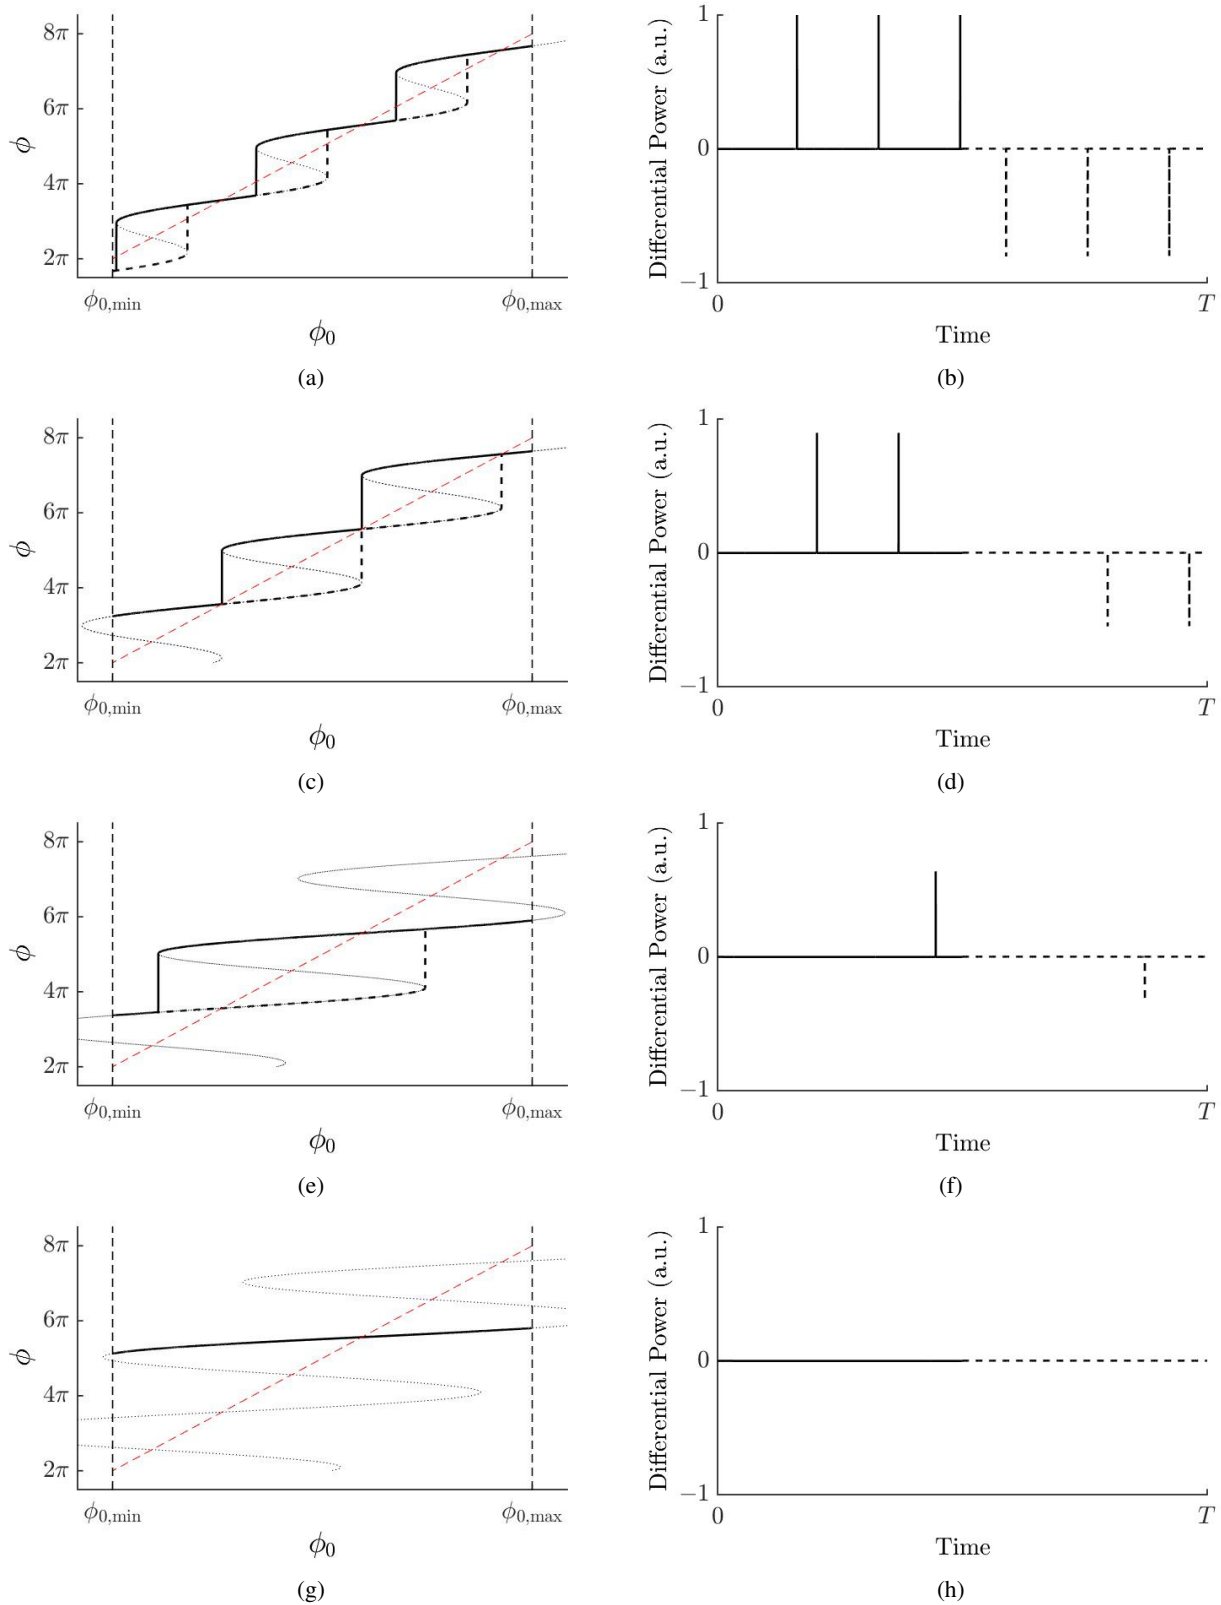 8π
6π
4π
2π
ϕ
ϕ0,min
ϕ0,max
ϕ0
(a)
1
0
−1
Differential Power (a.u.)
0
T
Time
(b)
8π
6π
4π
2π
ϕ
ϕ0,min
ϕ0,max
ϕ0
(c)
1
0
−1
Differential Power (a.u.)
0
T
Time
(d)
8π
6π
4π
2π
ϕ
ϕ0,min
ϕ0,max
ϕ0
(e)
1
0
−1
Differential Power (a.u.)
0
T
Time
(f)
8π
6π
4π
2π
ϕ
ϕ0,min
ϕ0,max
ϕ0
(g)
1
0
−1
Differential Power (a.u.)
0
T
Time
(h)